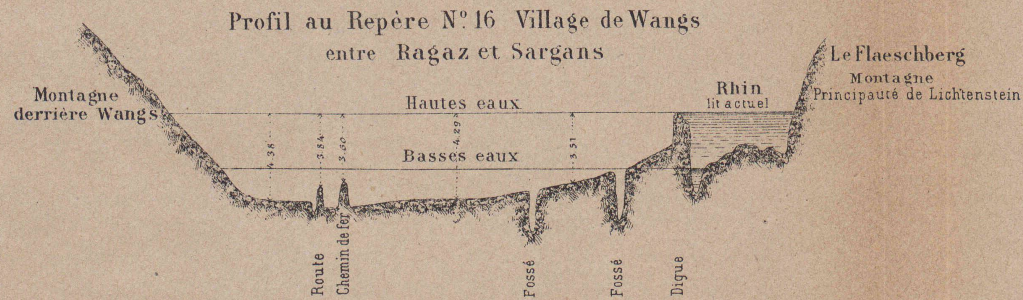 Profil au Repère Nº 16 Village de Wangs
entre Ragaz et Sargans
Le Flaeschberg
Montagne
Principauté de Lichtenstein
Montagne
derrière Wangs
Hautes eaux
Rhin
lit actuel
4.38
3.84
3.50
4.29
3.51
Basses eaux
Route
Chemin de fer
Fossé
Fossé
Digue